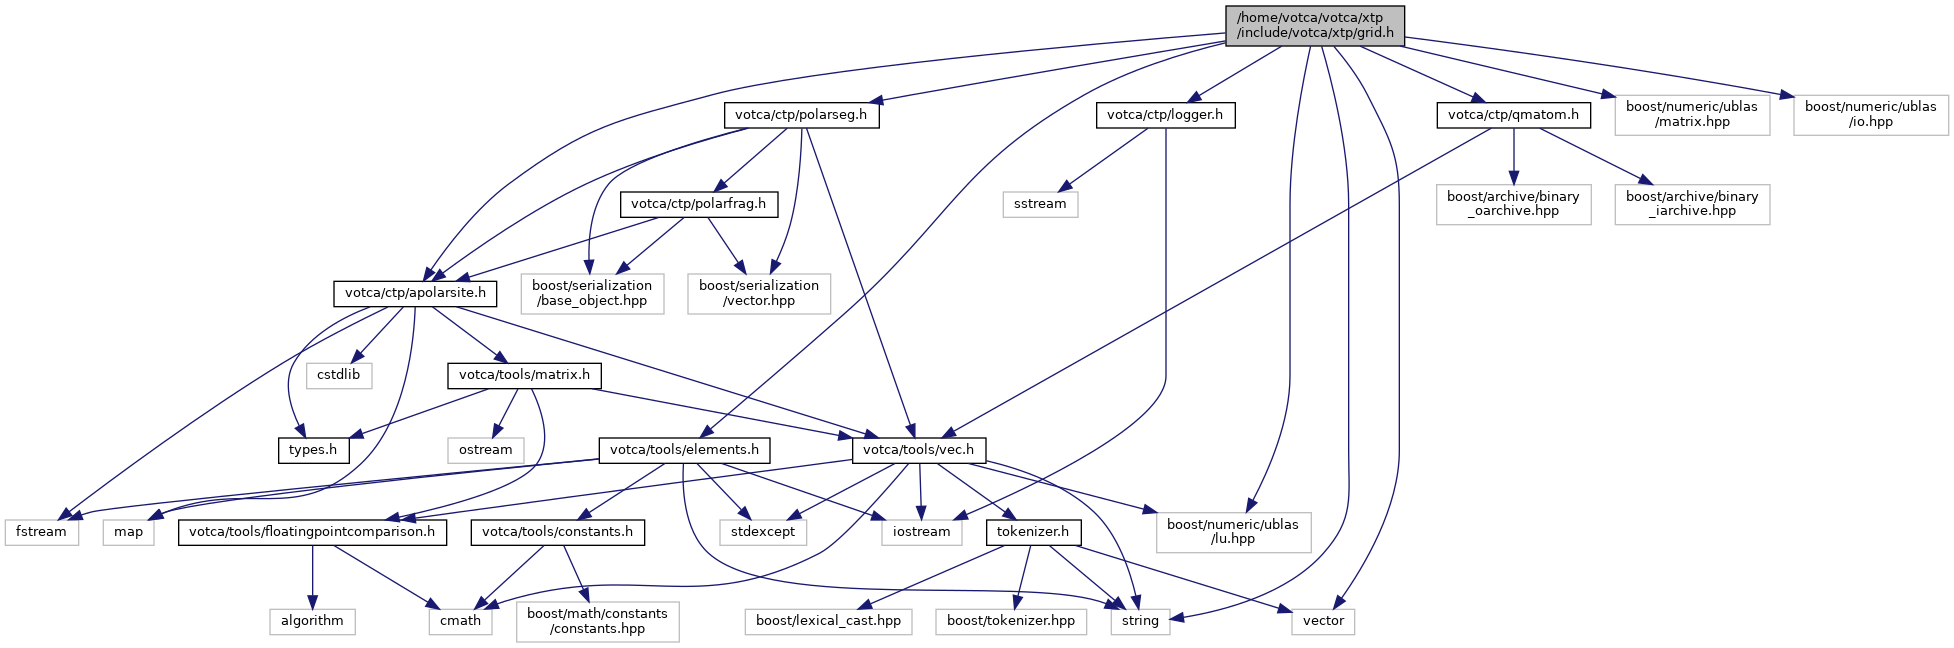 /home/votca/votca/xtp
/include/votca/xtp/grid.h
votca/ctp/polarseg.h
votca/ctp/logger.h
votca/ctp/qmatom.h
boost/numeric/ublas
/matrix.hpp
boost/numeric/ublas
/io.hpp
votca/ctp/polarfrag.h
sstream
boost/archive/binary
_oarchive.hpp
boost/archive/binary
_iarchive.hpp
votca/ctp/apolarsite.h
boost/serialization
/base_object.hpp
boost/serialization
/vector.hpp
cstdlib
votca/tools/matrix.h
types.h
ostream
votca/tools/elements.h
votca/tools/vec.h
fstream
map
votca/tools/floatingpointcomparison.h
votca/tools/constants.h
stdexcept
iostream
tokenizer.h
boost/numeric/ublas
/lu.hpp
algorithm
cmath
boost/math/constants
/constants.hpp
boost/lexical_cast.hpp
boost/tokenizer.hpp
string
vector